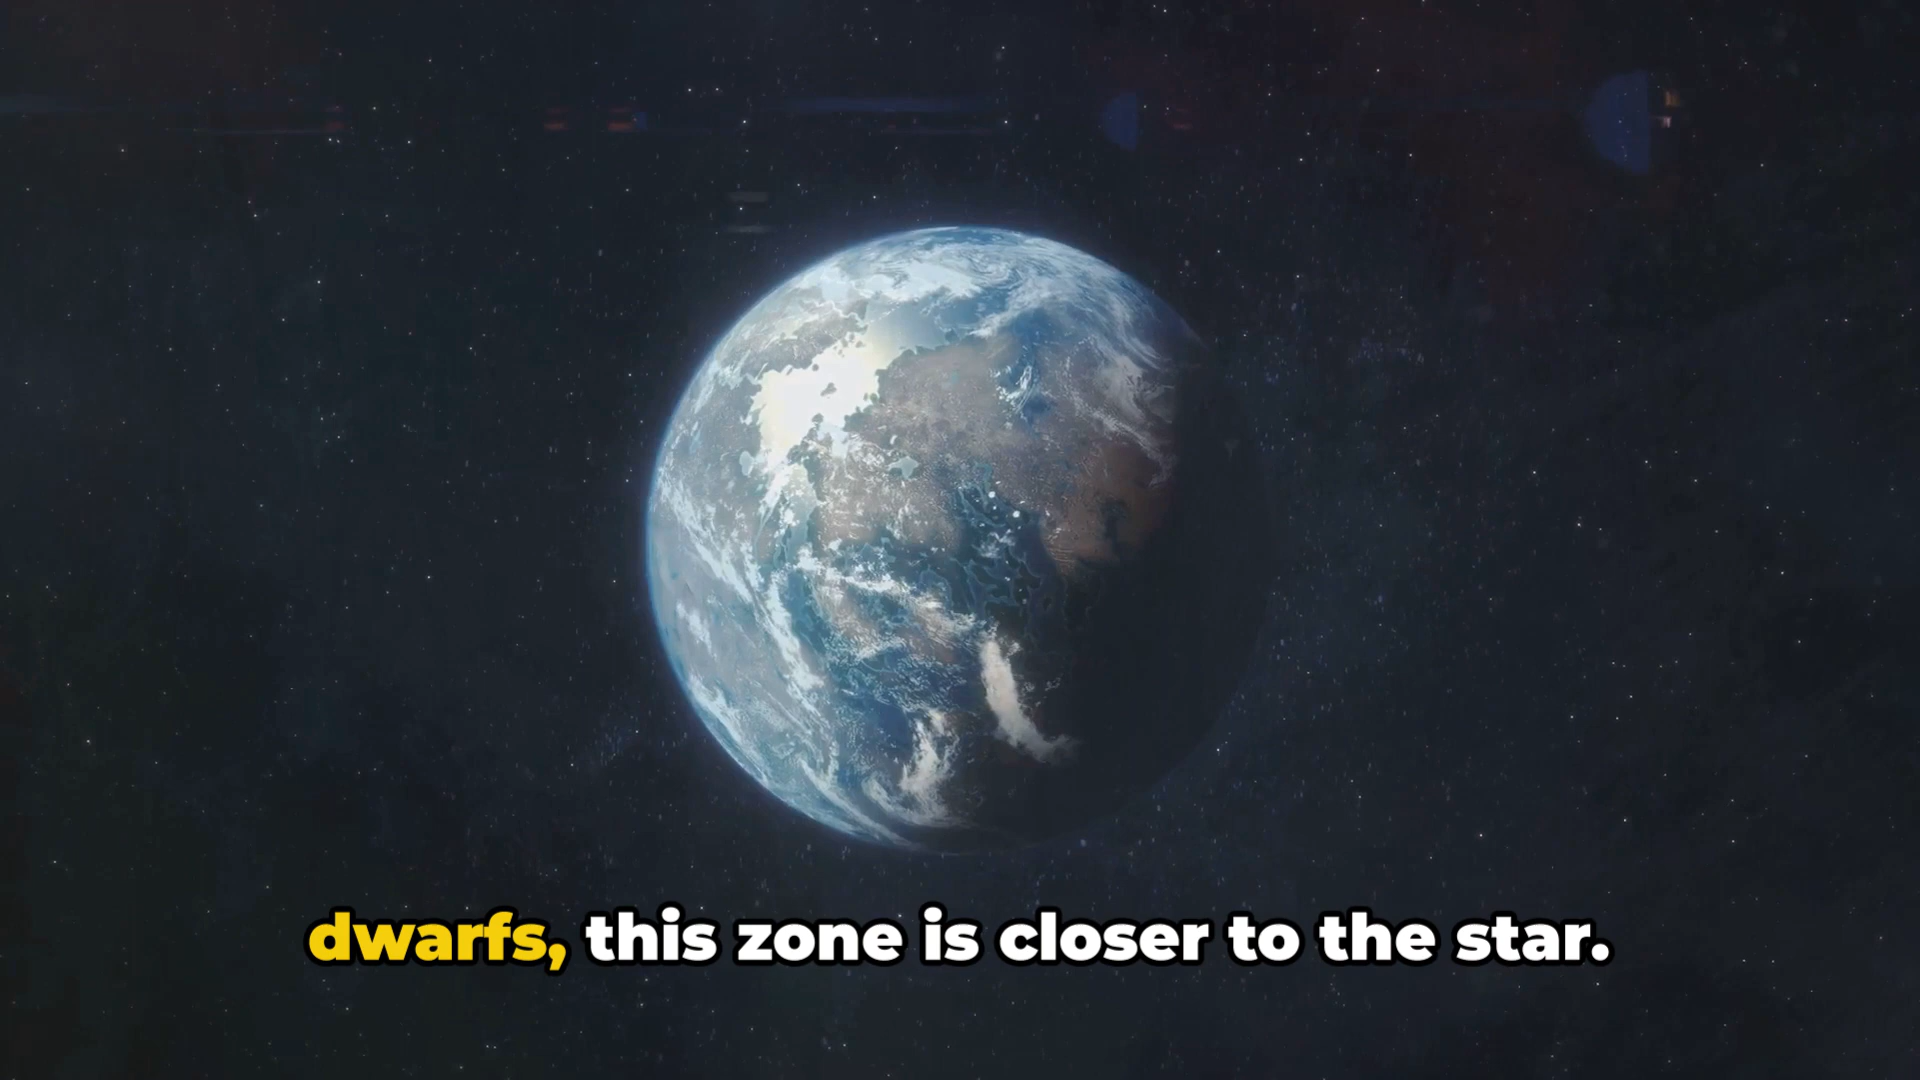 dwarfs, this zone is closer to the star.